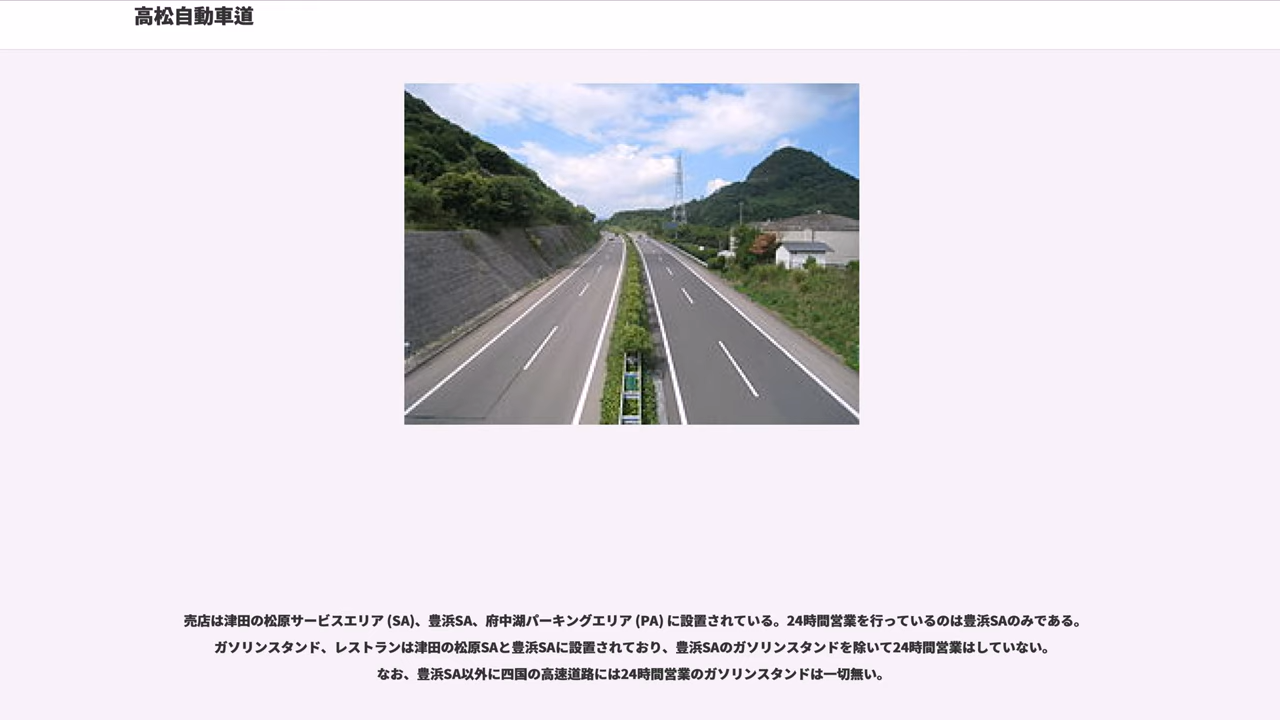 高松自動車道
売店は津田の松原サービスエリア (SA)、豊浜SA、府中湖パーキングエリア (PA) に設置されている。24時間営業を行っているのは豊浜SAのみである。
ガソリンスタンド、レストランは津田の松原SAと豊浜SAに設置されており、豊浜SAのガソリンスタンドを除いて24時間営業はしていない。
なお、豊浜SA以外に四国の高速道路には24時間営業のガソリンスタンドは一切無い。